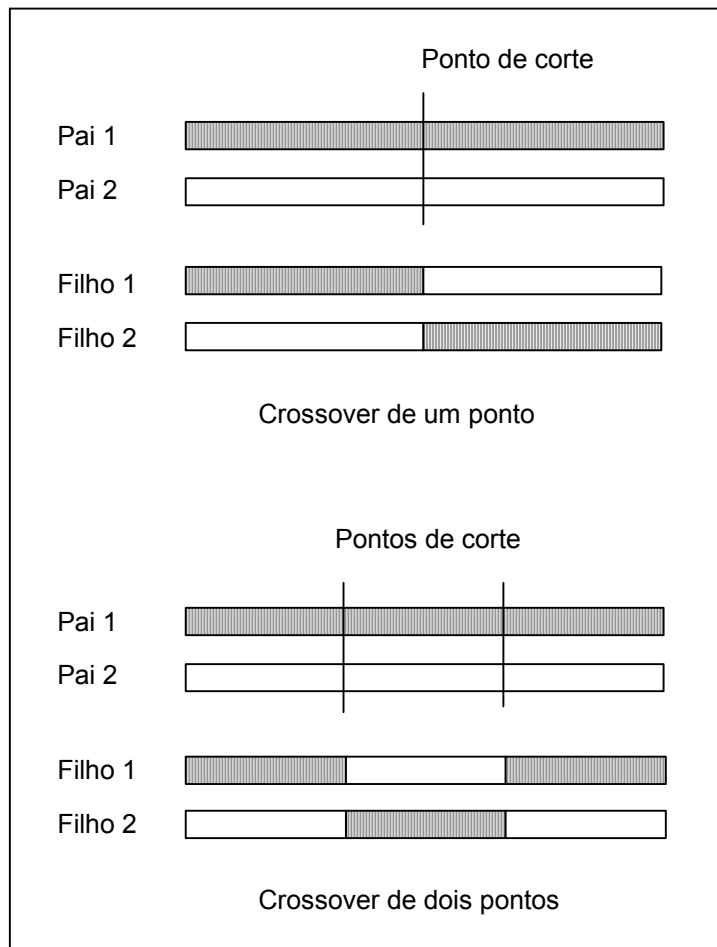 Ponto de corte
Pai 1
Pai 2
Filho 1
Filho 2
Crossover de um ponto
Pontos de corte
Pai 1
Pai 2
Filho 1
Filho 2
Crossover de dois pontos